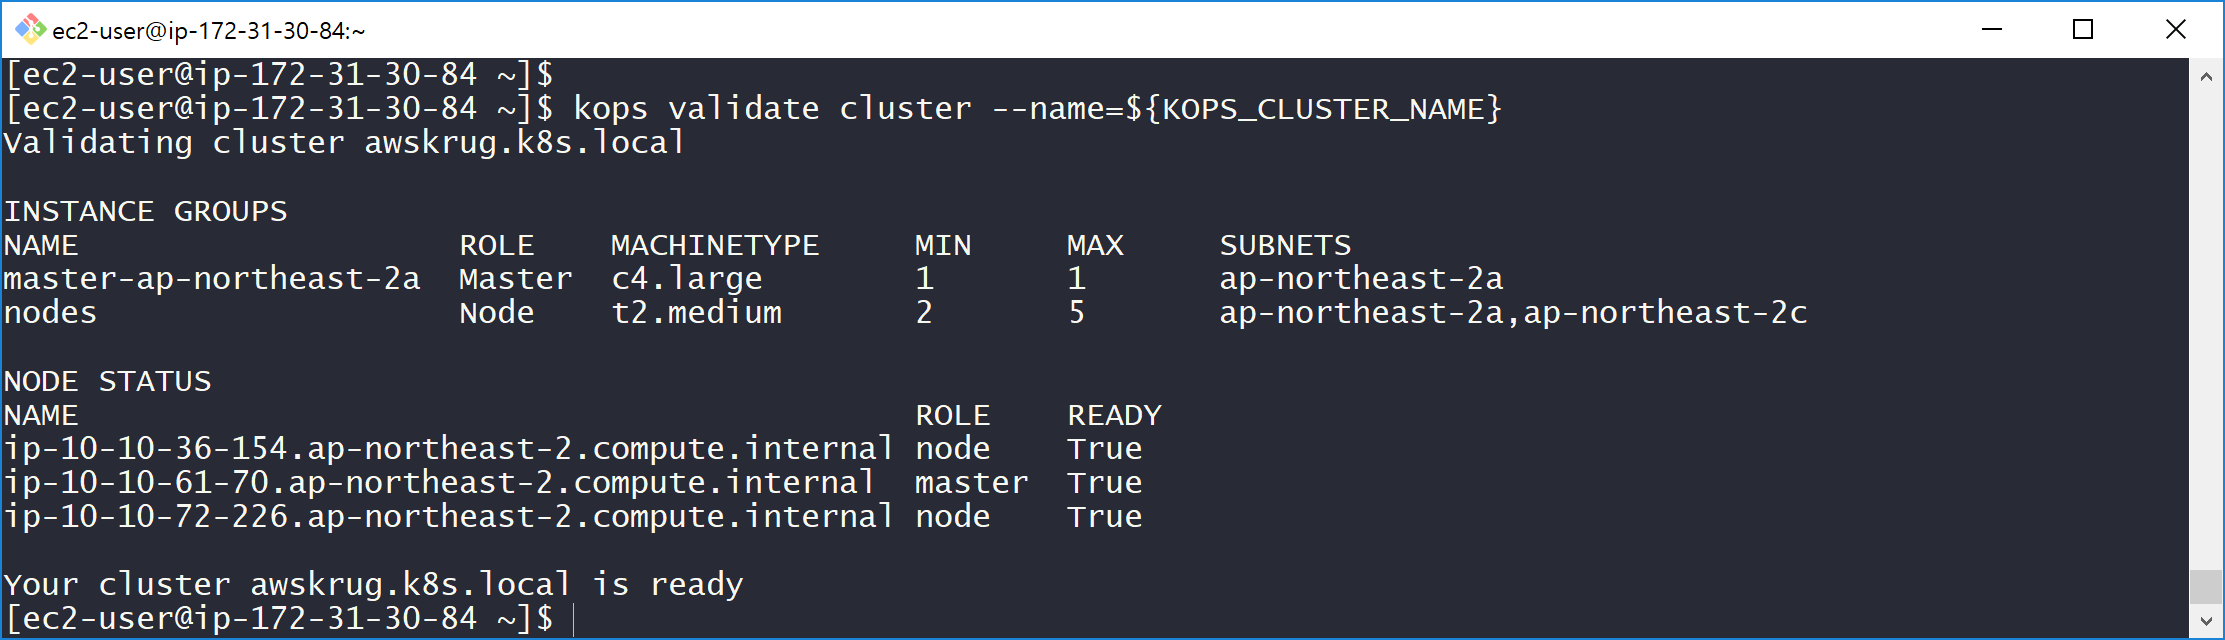 ec2-user@ip-172-31-30-84:~
[ec2-user@ip-172-31-30-84 ~]$
[ec2-user@ip-172-31-30-84 ~]$ kops validate cluster --name=${KOPS_CLUSTER_NAME}
Validating cluster awskrug.k8s.local
INSTANCE GROUPS
NAME ROLE MACHINETYPE MIN MAX SUBNETS
master-ap-northeast-2a Master c4.large 1 1 ap-northeast-2a
nodes Node t2.medium 2 5 ap-northeast-2a,ap-northeast-2c
NODE STATUS
NAME ROLE READY
ip-10-10-36-154.ap-northeast-2.compute.internal node True
ip-10-10-61-70.ap-northeast-2.compute.internal master True
ip-10-10-72-226.ap-northeast-2.compute.internal node True
Your cluster awskrug.k8s.local is ready
[ec2-user@ip-172-31-30-84 ~]$